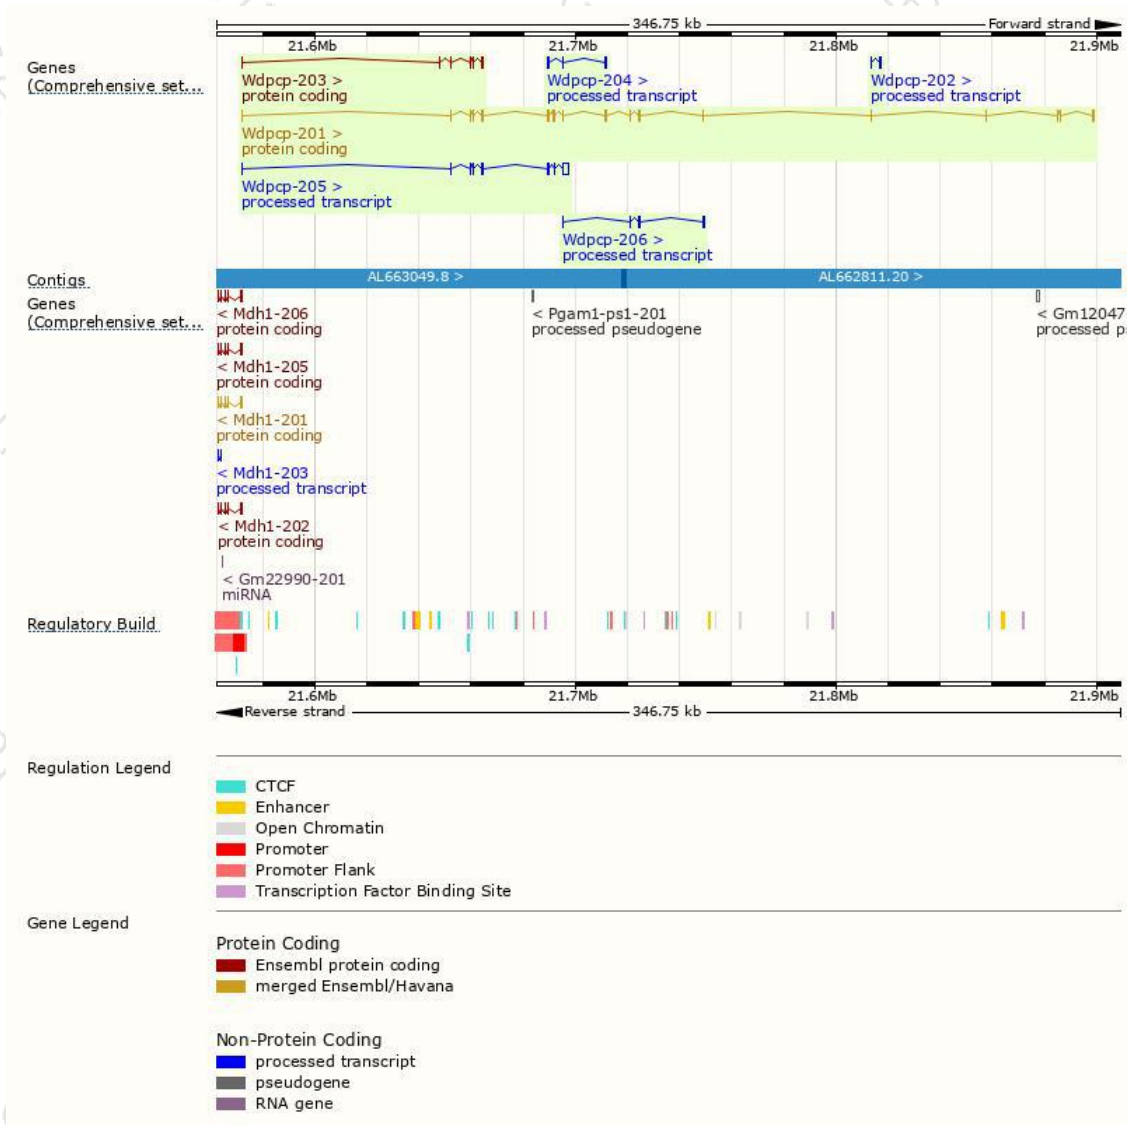 346.75 kb Forward strand
21.6Mb 21.7Mb 21.8Mb 21.9Mb
Genes
(Comprehensive set...
Wdpcp-203 > Wdpcp-204 > Wdpcp-202 >
protein coding processed transcript processed transcript
Wdpcp-201 >
protein coding
Wdpcp-205 >
processed transcript
Wdpcp-206 >
processed transcript
Contigs AL663049.8 > AL662811.20 >
Genes
(Comprehensive set...
< Mdh1-206 < Pgam1-ps1-201 < Gm12047
protein coding processed pseudogene processed p
< Mdh1-205
protein coding
< Mdh1-201
protein coding
< Mdh1-203
processed transcript
< Mdh1-202
protein coding
< Gm22990-201
miRNA
Regulatory Build
21.6Mb 21.7Mb 21.8Mb 21.9Mb
Reverse strand 346.75 kb
Regulation Legend
CTCF
Enhancer
Open Chromatin
Promoter
Promoter Flank
Transcription Factor Binding Site
Gene Legend
Protein Coding
Ensembl protein coding
merged Ensembl/Havana
Non-Protein Coding
processed transcript
pseudogene
RNA gene